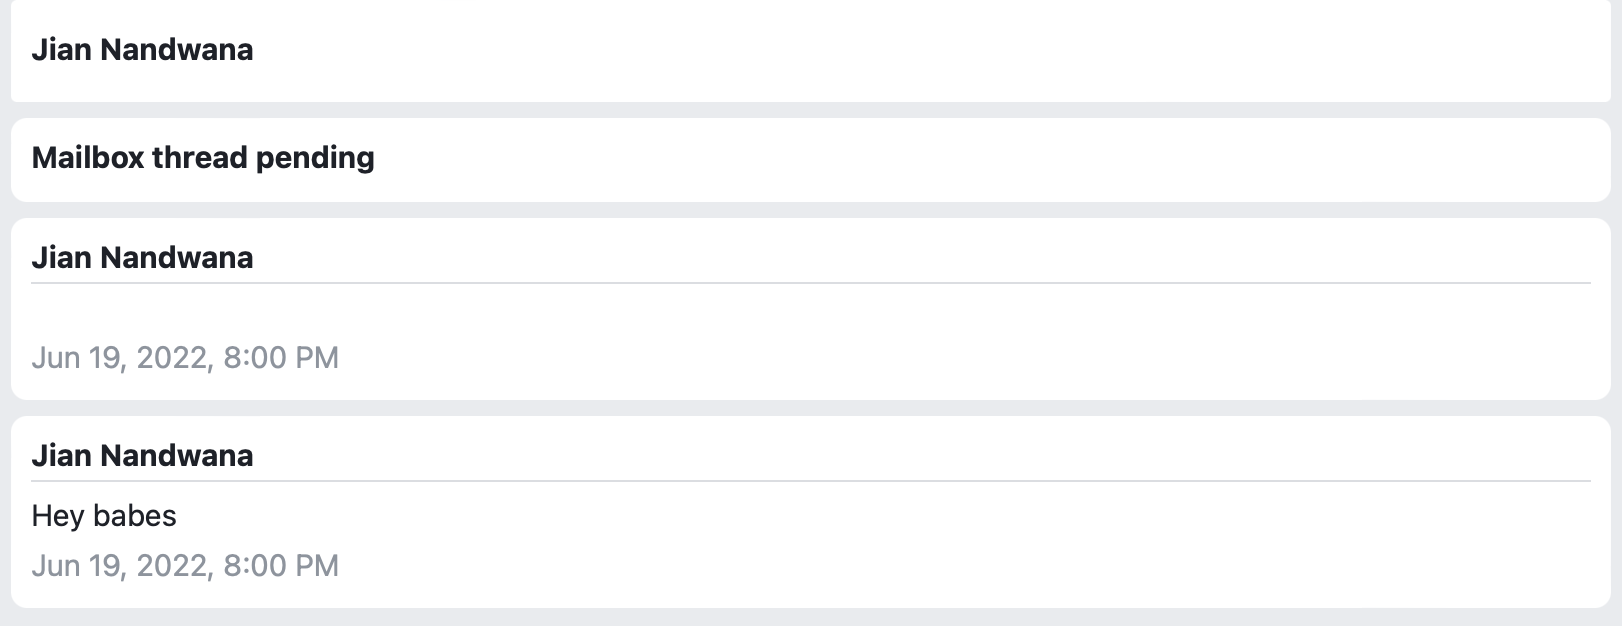 Jian Nandwana
Mailbox thread pending
Jian Nandwana
Jun 19, 2022, 8:00 PM
Jian Nandwana
Hey babes
Jun 19, 2022, 8:00 PM